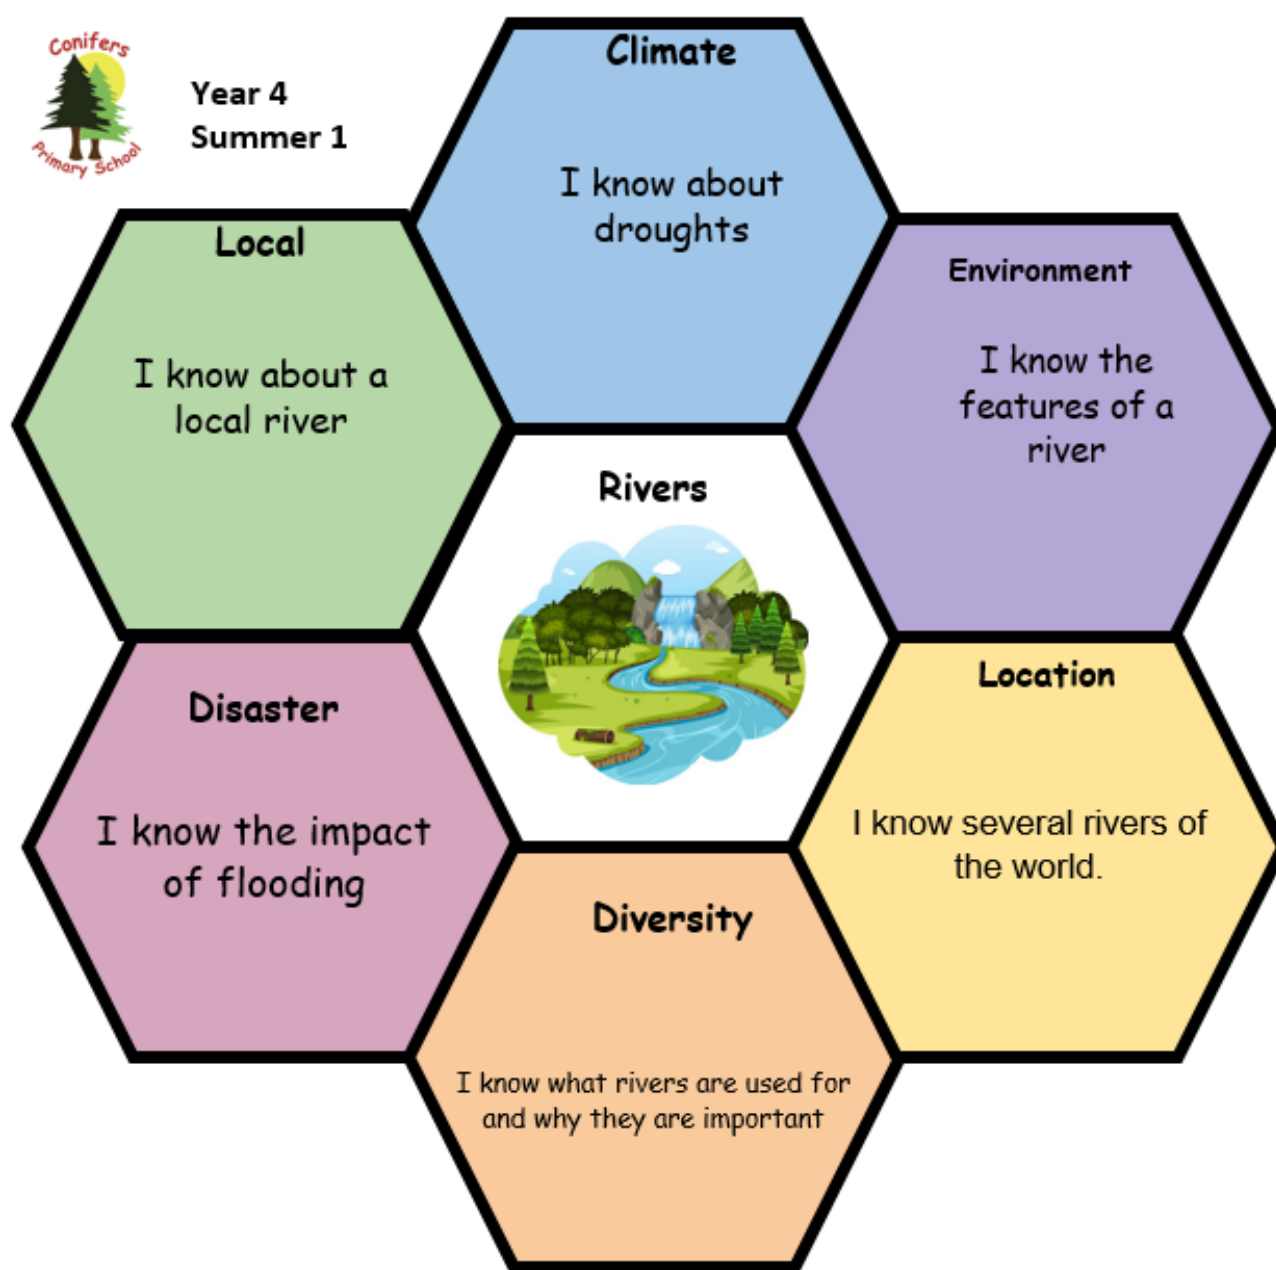 Conifers
Primary School
Year 4
Summer 1
Climate
I know about
droughts
Local
I know about a
local river
Environment
I know the
features of a
river
Rivers
Disaster
I know the impact
of flooding
Location
I know several rivers of
the world.
Diversity
I know what rivers are used for
and why they are important